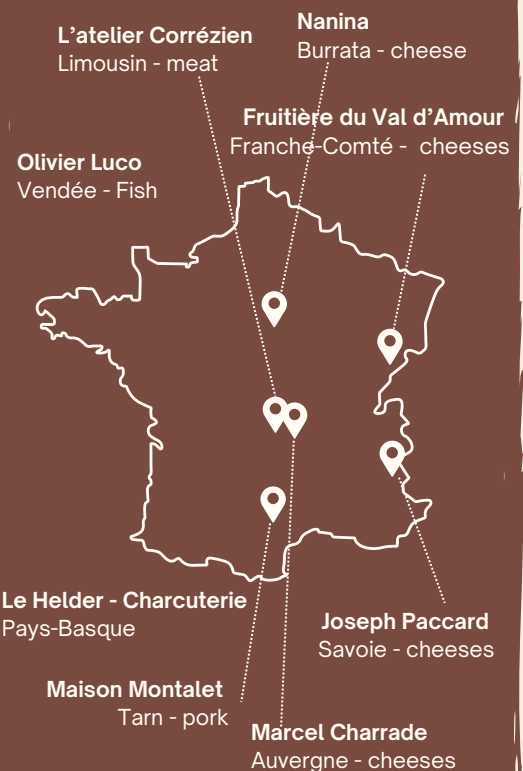 L'atelier Corrézien
Limousin - meat
Nanina
Burrata - cheese
Fruitière du Val d'Amour
Franche-Comté - cheeses
Olivier Luco
Vendée - Fish
Le Helder - Charcuterie
Pays-Basque
Joseph Paccard
Savoie - cheeses
Maison Montalet
Tarn - pork
Marcel Charrade
Auvergne - cheeses